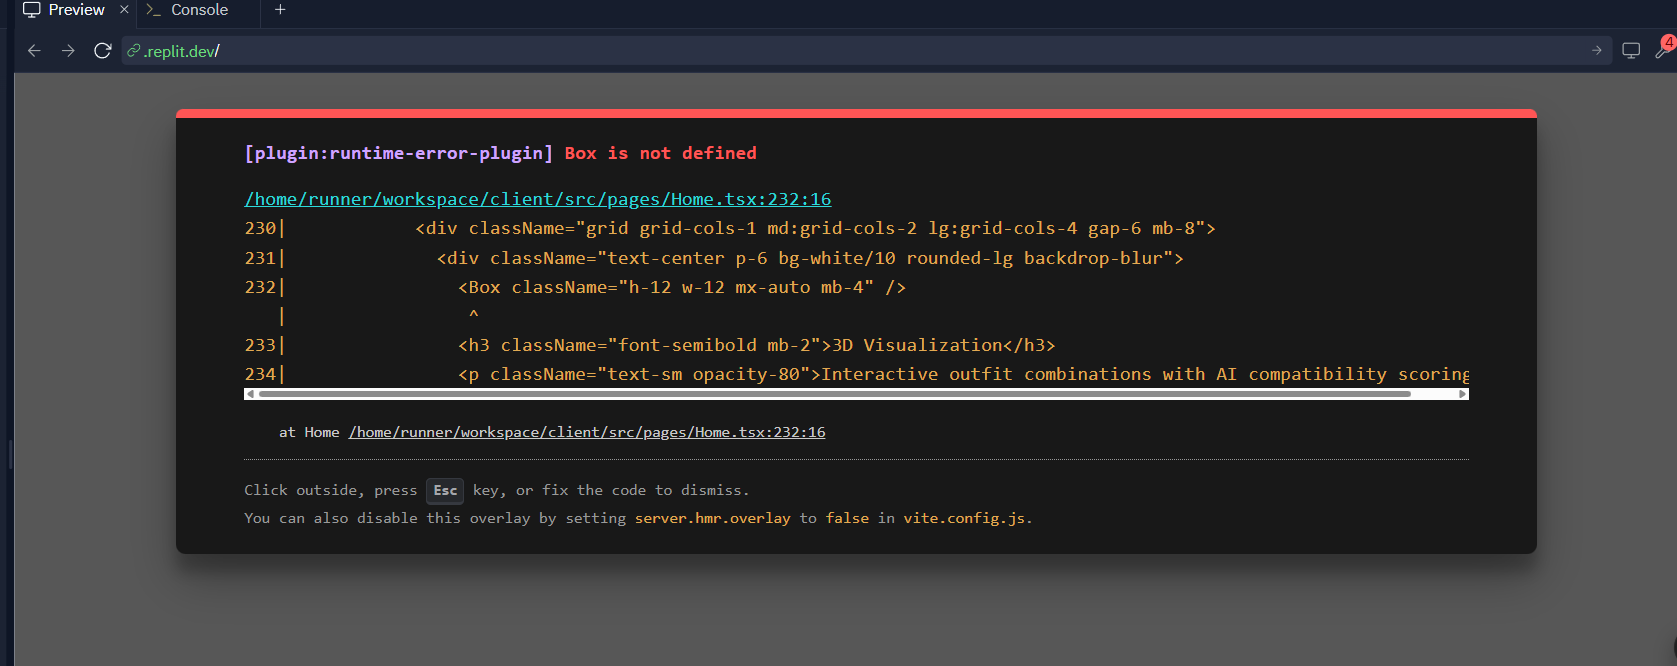 Preview × >_ Console +
.replit.dev/
4
[plugin:runtime-error-plugin] Box is not defined
/home/runner/workspace/client/src/pages/Home.tsx:232:16
230|            <div className="grid grid-cols-1 md:grid-cols-2 lg:grid-cols-4 gap-6 mb-8">
231|              <div className="text-center p-6 bg-white/10 rounded-lg backdrop-blur">
232|                <Box className="h-12 w-12 mx-auto mb-4" />
   |                 ^
233|                <h3 className="font-semibold mb-2">3D Visualization</h3>
234|                <p className="text-sm opacity-80">Interactive outfit combinations with AI compatibility scoring
at Home /home/runner/workspace/client/src/pages/Home.tsx:232:16
Click outside, press Esc key, or fix the code to dismiss.
You can also disable this overlay by setting server.hmr.overlay to false in vite.config.js.